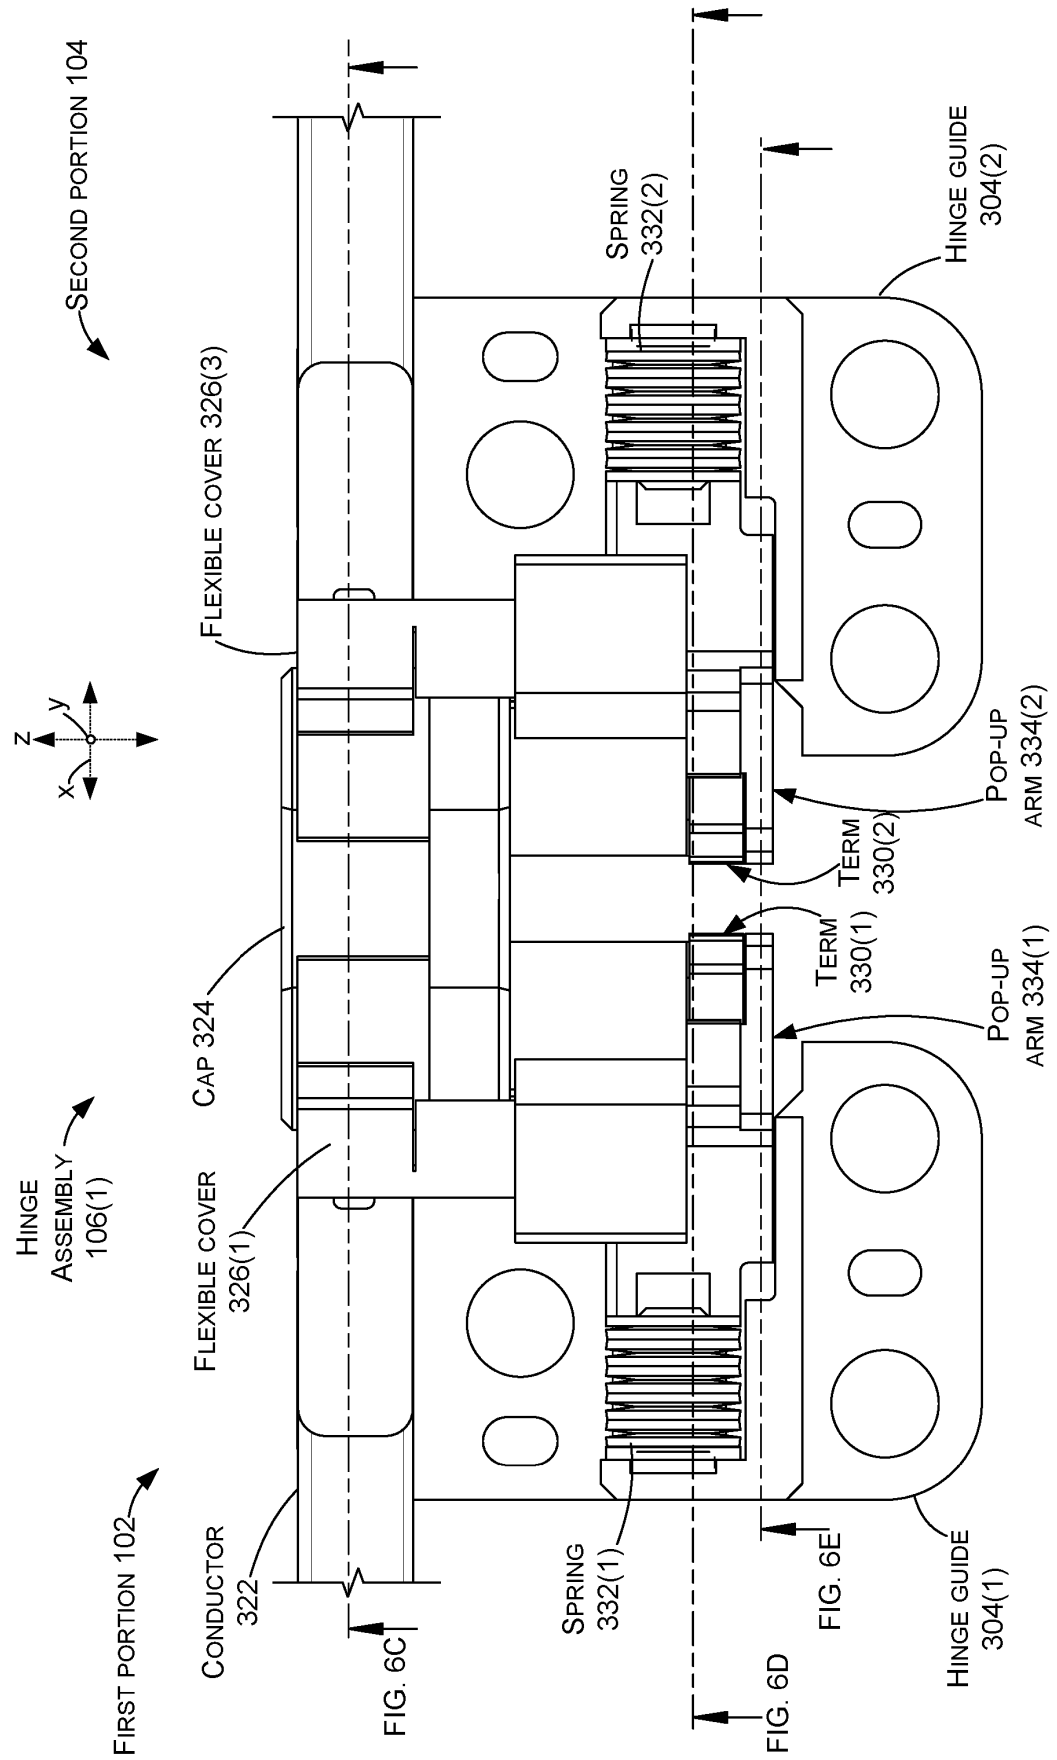 FIRST PORTION 102
HINGE
ASSEMBLY
106(1)
z
x
y
SECOND PORTION 104
CONDUCTOR
322
FLEXIBLE COVER
326(1)
CAP 324
FLEXIBLE COVER 326(3)
FIG. 6C
SPRING
332(1)
SPRING
332(2)
FIG. 6D
FIG. 6E
TERM
330(1)
TERM
330(2)
HINGE GUIDE
304(1)
POP-UP
ARM 334(1)
POP-UP
ARM 334(2)
HINGE GUIDE
304(2)